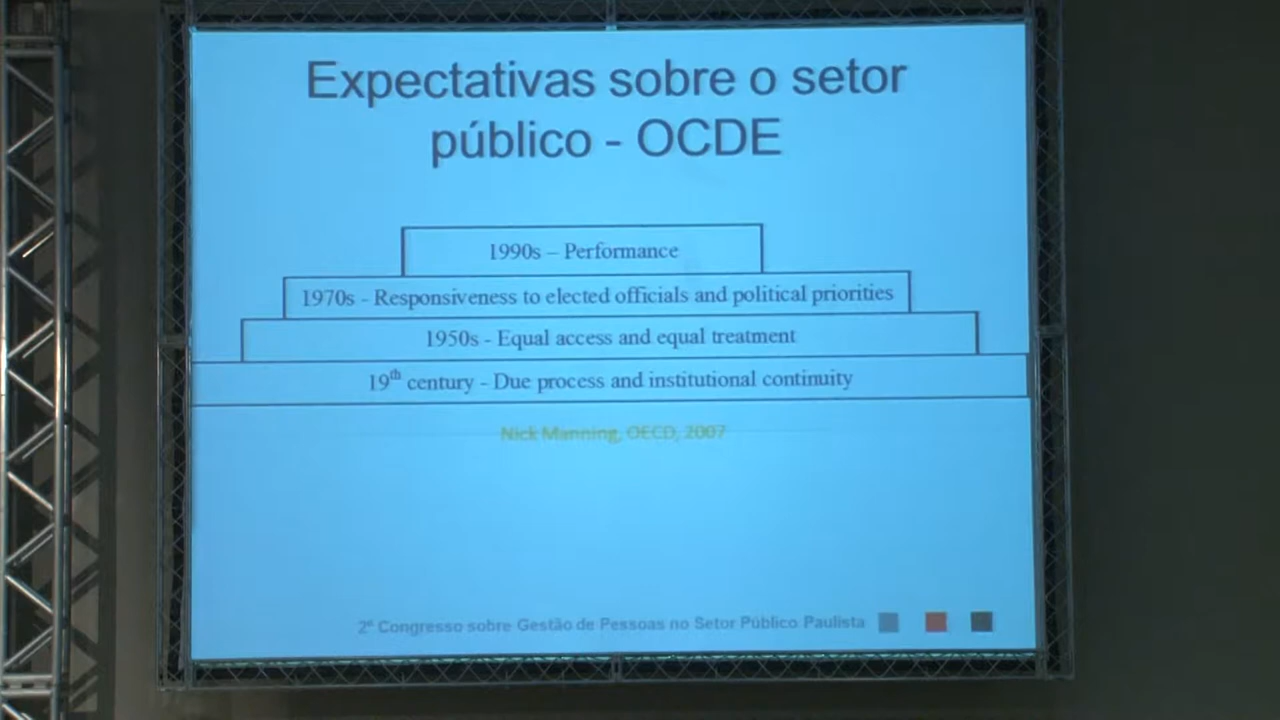 Expectativas sobre o setor
público - OCDE
1990s – Performance
1970s - Responsiveness to elected officials and political priorities
1950s - Equal access and equal treatment
19th century - Due process and institutional continuity
Nick Manning, OECD, 2007
2º Congresso sobre Gestão de Pessoas no Setor Público Paulista